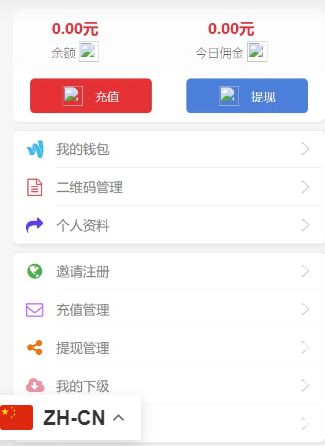 0.00元 0.00元
余额 今日佣金
充值 提现
我的钱包
二维码管理
个人资料
邀请注册
充值管理
提现管理
我的下级
ZH-CN